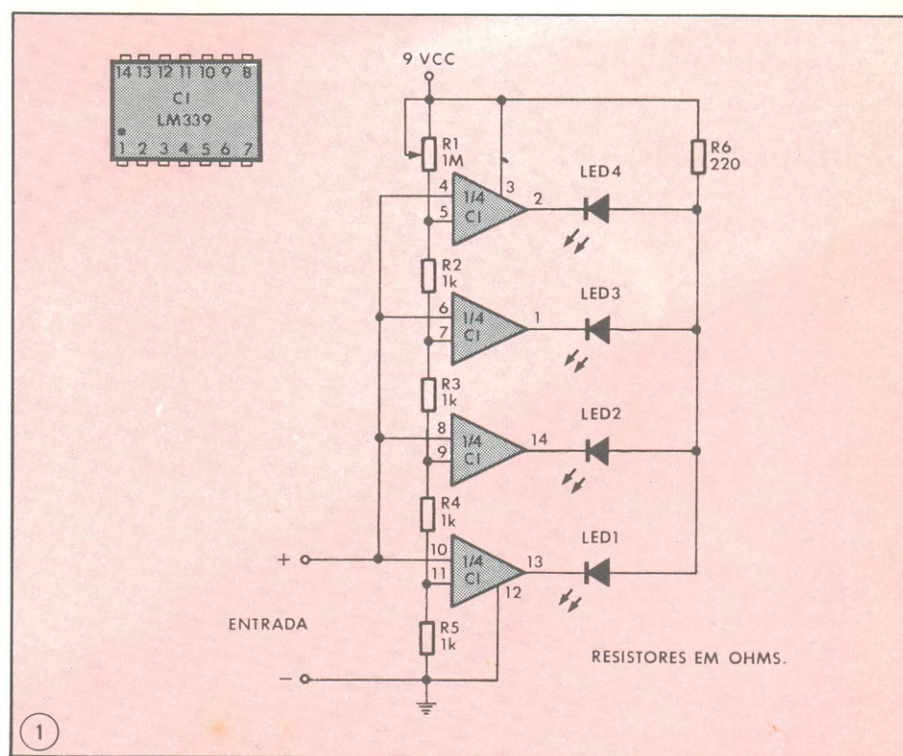 14 13 12 11 10 9 8
CI
LM339
1 2 3 4 5 6 7
9 VCC
R1
1M
R6
220
LED4
4
1/4
CI
3
2
5
R2
1k
LED3
6
1/4
CI
1
7
R3
1k
LED2
8
1/4
CI
14
9
R4
1k
LED1
+
10
1/4
CI
13
11
12
ENTRADA
R5
1k
RESISTORES EM OHMS.
−
1